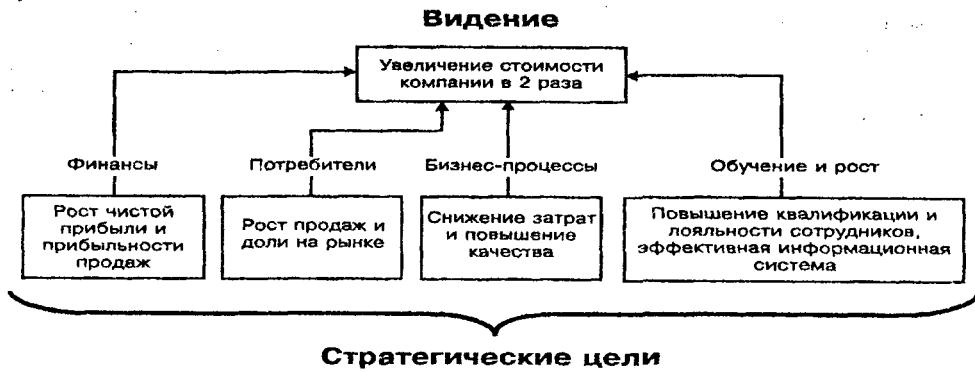 Видение
Увеличение стоимости
компании в 2 раза
Финансы
Потребители
Бизнес-процессы
Обучение и рост
Рост чистой
прибыли и
прибыльности
продаж
Рост продаж и
доли на рынке
Снижение затрат
и повышение
качества
Повышение квалификации и
лояльности сотрудников,
эффективная информационная
система
Стратегические цели